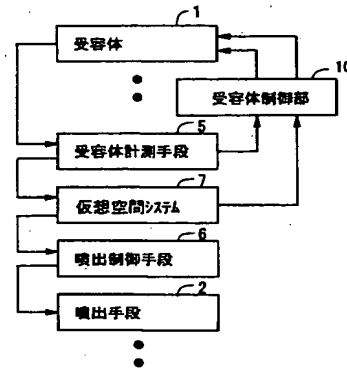 1
受容体
10
受容体制御部
5
受容体計測手段
7
仮想空間システム
6
噴出制御手段
2
噴出手段